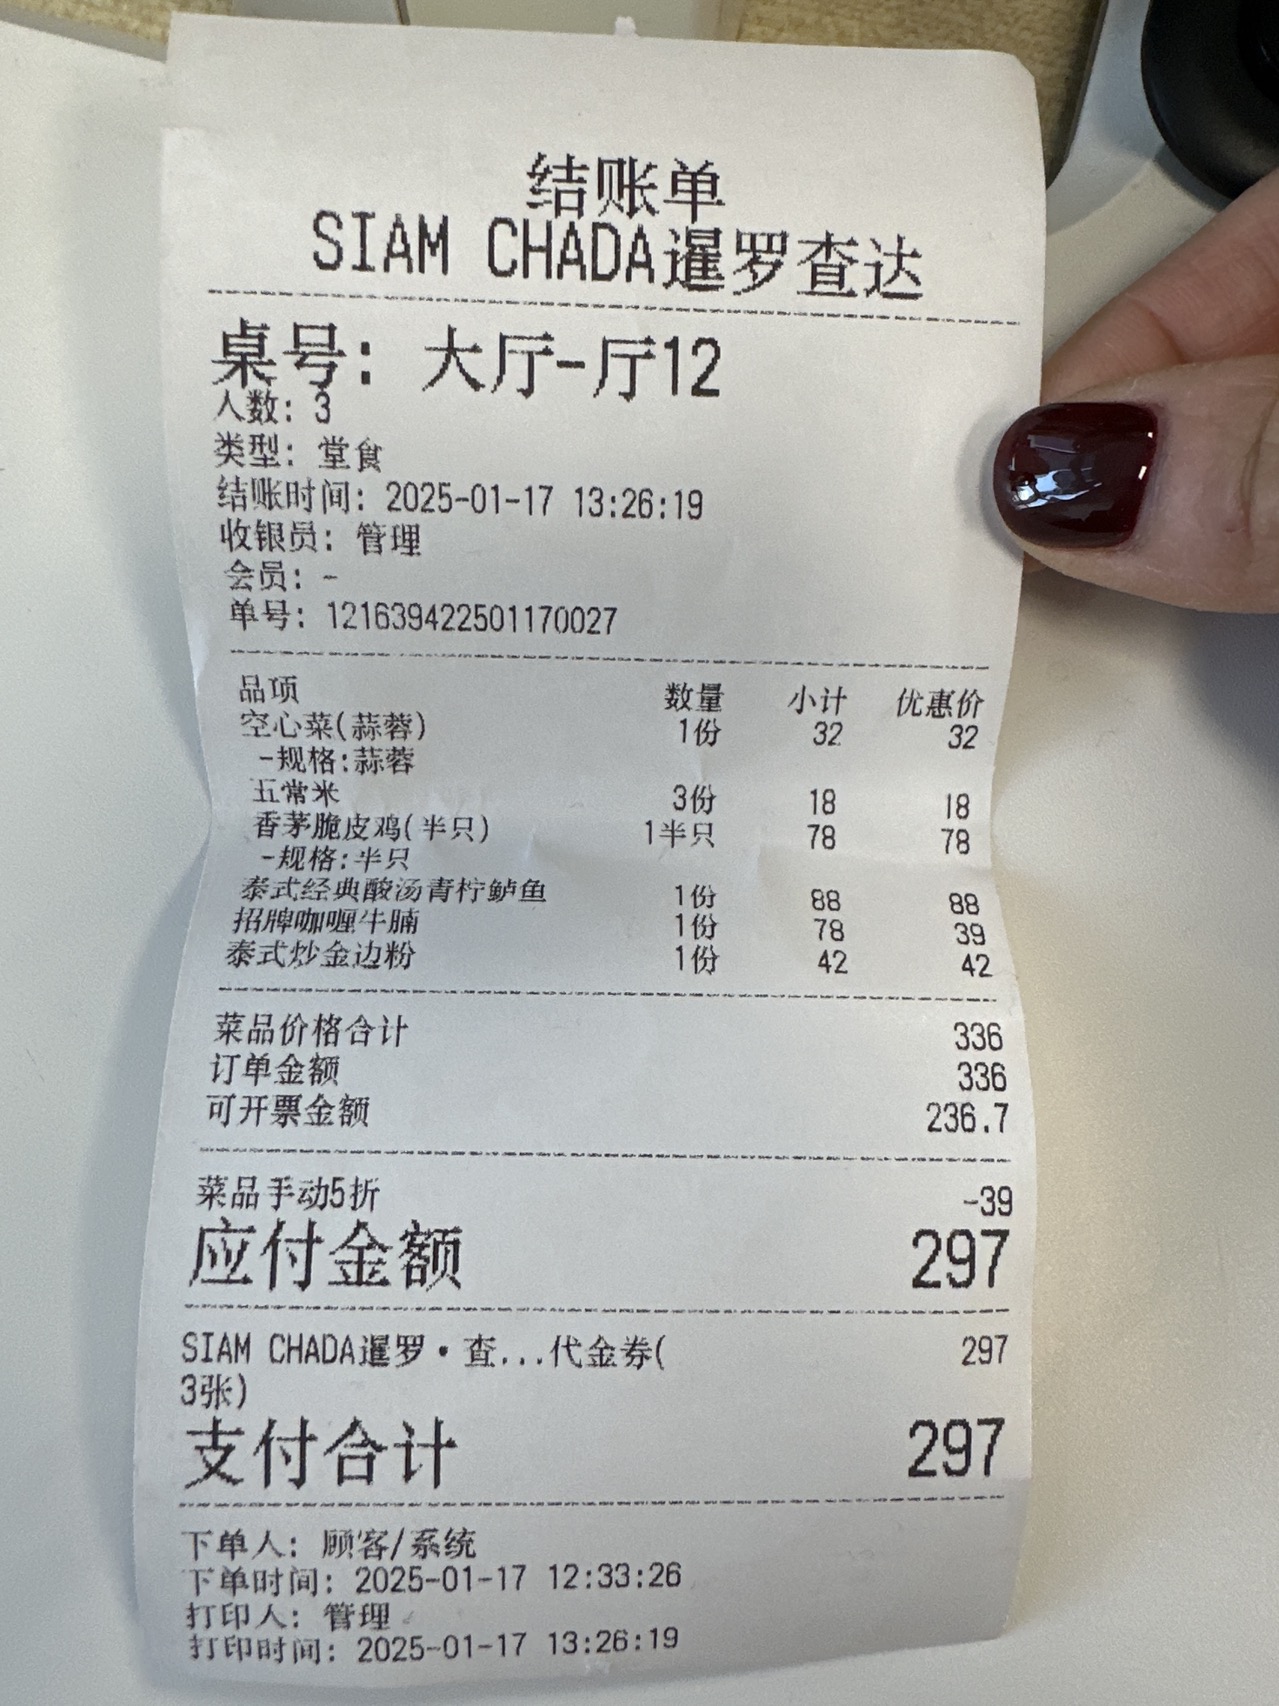 结账单
SIAM CHADA暹罗查达
桌号: 大厅-厅12
人数: 3
类型: 堂食
结账时间: 2025-01-17 13:26:19
收银员: 管理
会员: -
单号: 121639422501170027
品项 数量 小计 优惠价
空心菜(蒜蓉) 1份 32 32
-规格:蒜蓉
五常米 3份 18 18
香茅脆皮鸡(半只) 1半只 78 78
-规格:半只
泰式经典酸汤青柠鲈鱼 1份 88 88
招牌咖喱牛腩 1份 78 39
泰式炒金边粉 1份 42 42
菜品价格合计 336
订单金额 336
可开票金额 236.7
菜品手动5折 -39
应付金额 297
SIAM CHADA暹罗·查...代金券( 297
3张)
支付合计 297
下单人: 顾客/系统
下单时间: 2025-01-17 12:33:26
打印人: 管理
打印时间: 2025-01-17 13:26:19